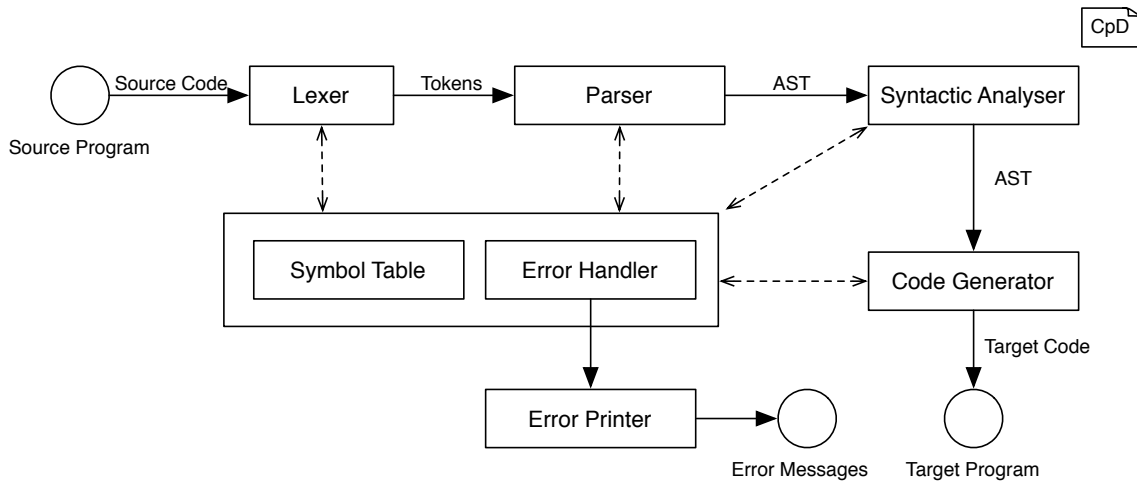 CpD
Source Code
Lexer
Tokens
Parser
AST
Syntactic Analyser
Source Program
AST
Symbol Table
Error Handler
Code Generator
Target Code
Error Printer
Error Messages
Target Program